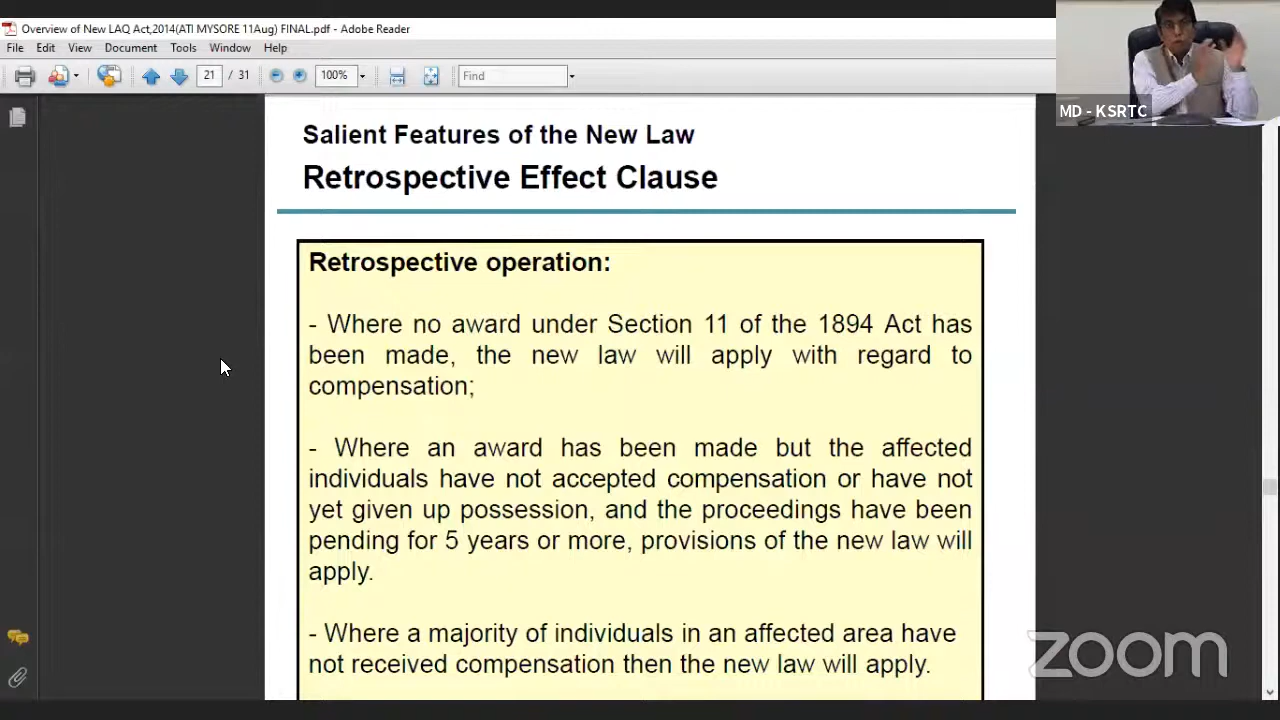 Overview of New LAQ Act,2014(ATI MYSORE 11Aug) FINAL.pdf - Adobe Reader
File Edit View Document Tools Window Help
21 / 31 100% Find
MD - KSRTC
Salient Features of the New Law
Retrospective Effect Clause
Retrospective operation:
- Where no award under Section 11 of the 1894 Act has
been made, the new law will apply with regard to
compensation;
- Where an award has been made but the affected
individuals have not accepted compensation or have not
yet given up possession, and the proceedings have been
pending for 5 years or more, provisions of the new law will
apply.
- Where a majority of individuals in an affected area have
not received compensation then the new law will apply.
zoom